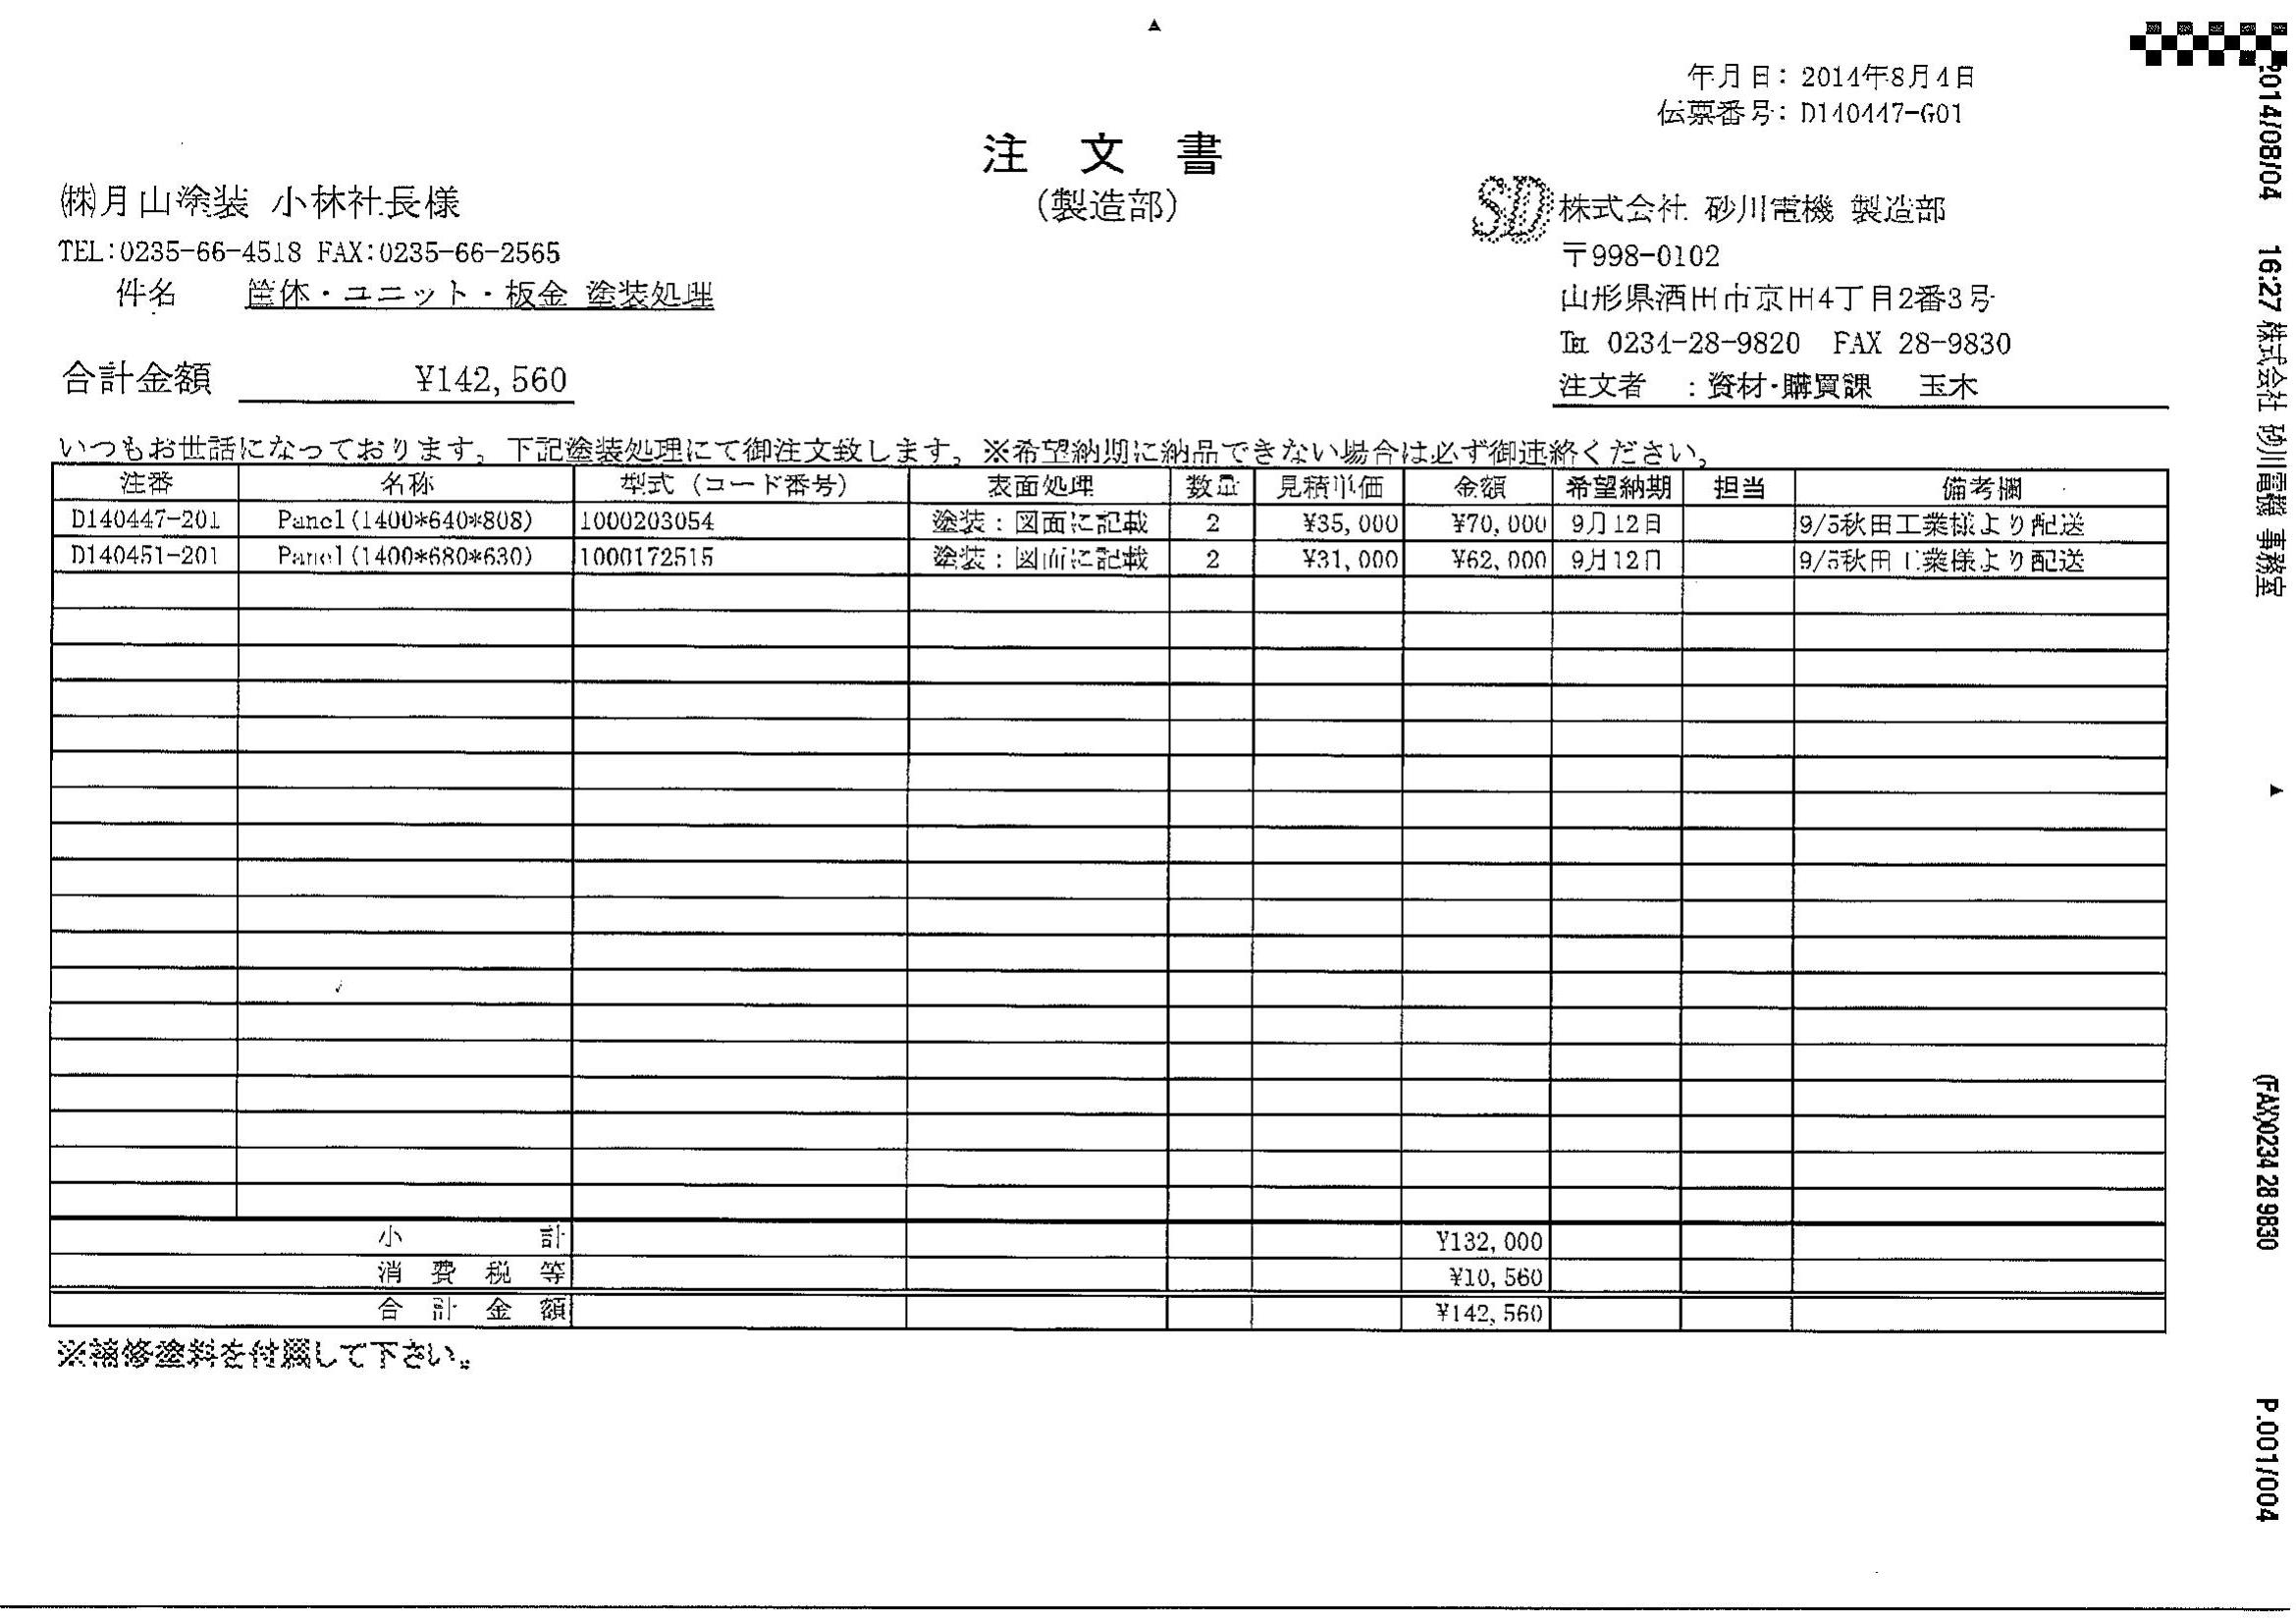 年月日: 2014年8月4日
伝票番号: D140447-G01
注 文 書
(製造部)
㈱月山塗装 小林社長様
TEL:0235-66-4518 FAX:0235-66-2565
件名 筐体・ユニット・板金 塗装処理
合計金額 ¥142,560
SD 株式会社 砂川電機 製造部
〒998-0102
山形県酒田市京田4丁目2番3号
℡ 0234-28-9820 FAX 28-9830
注文者 : 資材・購買課 玉木
いつもお世話になっております。下記塗装処理にて御注文致します。※希望納期に納品できない場合は必ず御連絡ください。
注番 名称 型式(コード番号) 表面処理 数量 見積単価 金額 希望納期 担当 備考欄
D140447-201 Panel(1400*640*808) 1000203054 塗装:図面に記載 2 ¥35,000 ¥70,000 9月12日 9/5秋田工業様より配送
D140451-201 Panel(1400*680*630) 1000172515 塗装:図面に記載 2 ¥31,000 ¥62,000 9月12日 9/5秋田工業様より配送
小 計 ¥132,000
消 費 税 等 ¥10,560
合 計 金 額 ¥142,560
※補修塗料を付属して下さい。
2014/08/04 16:27 株式会社 砂川電機 事務室 (FAX)0234 28 9830 P.001/004